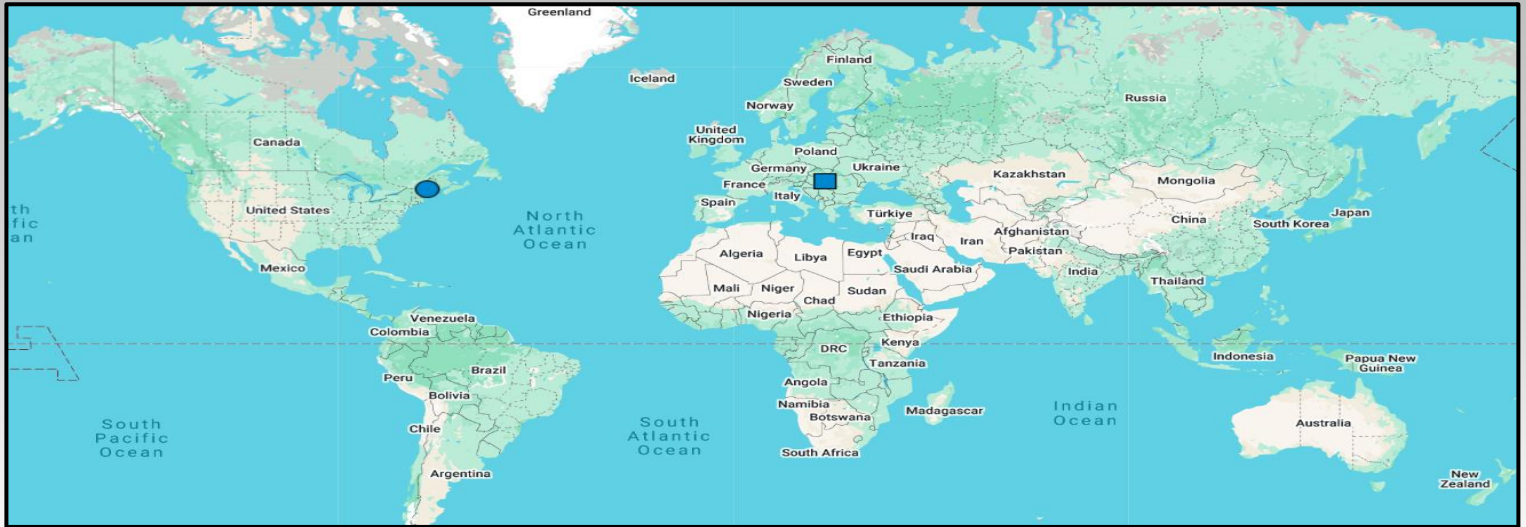 Greenland
Finland
Iceland
Sweden
Norway
Russia
Canada
United
Kingdom
Poland
Germany
Ukraine
France
Kazakhstan
Mongolia
Italy
Spain
United States
North
Atlantic
Ocean
th
fic
an
Türkiye
China
Japan
South Korea
Iraq
Iran
Afghanistan
Pakistan
Algeria
Libya
Egypt
Mexico
Saudi Arabia
India
Thailand
Mali
Niger
Sudan
Chad
Nigeria
Ethiopia
Venezuela
Colombia
Kenya
DRC
Indonesia
Papua New
Guinea
Tanzania
Brazil
Peru
Angola
Bolivia
Namibia
Botswana
Madagascar
Indian
Ocean
South
Pacific
Ocean
Chile
South
Atlantic
Ocean
Australia
South Africa
Argentina
New
Zealand